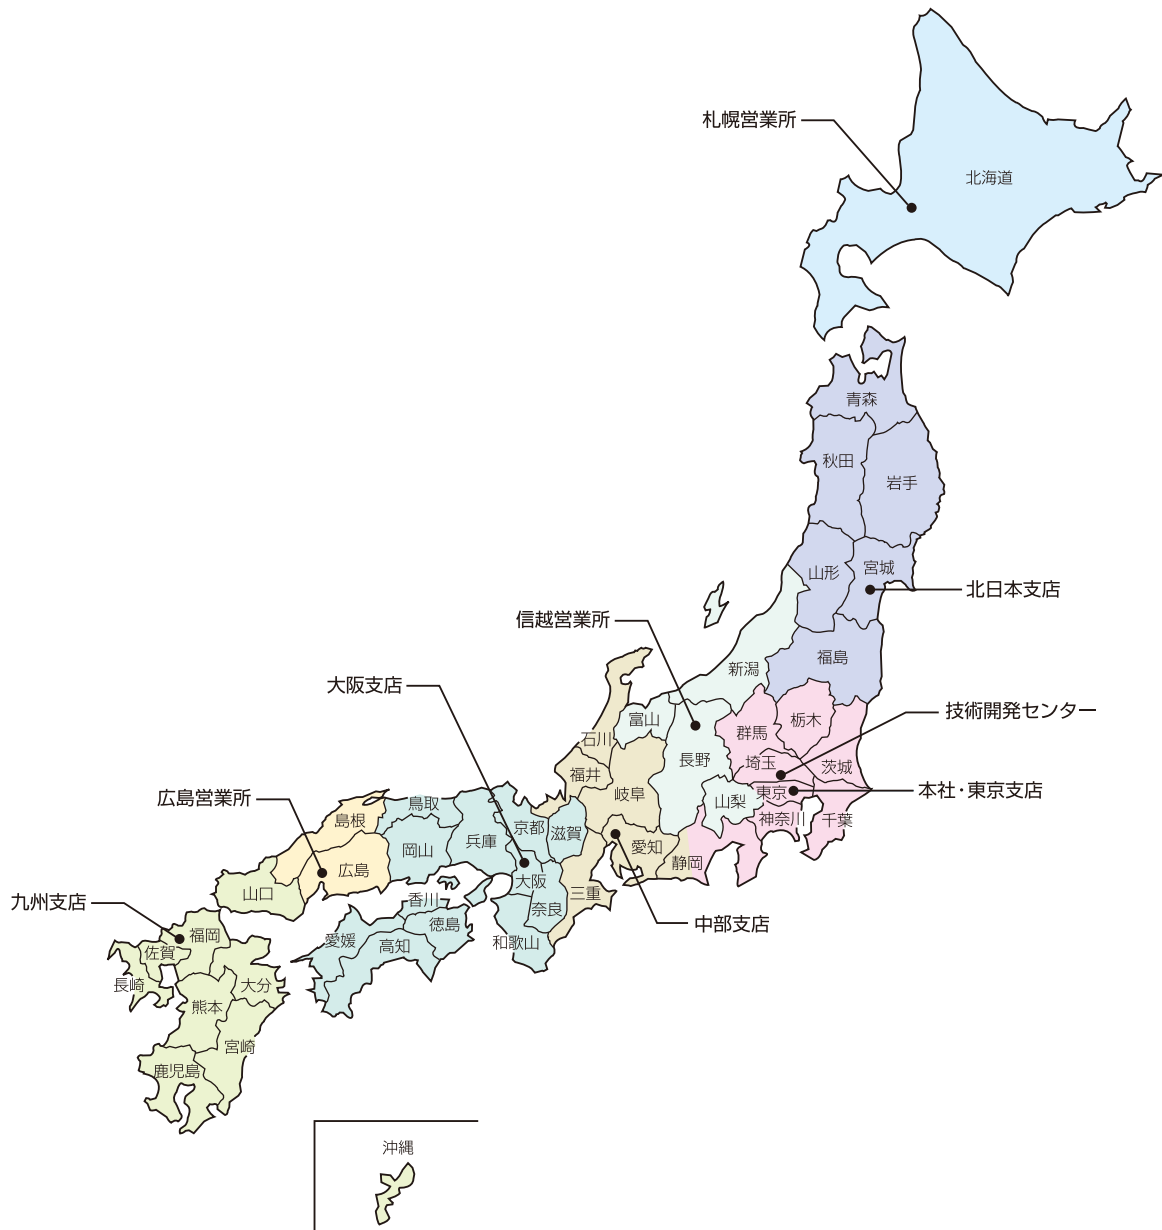 札幌営業所
北海道
青森
秋田
岩手
山形
宮城
北日本支店
信越営業所
福島
新潟
大阪支店
技術開発センター
富山
栃木
群馬
石川
長野
埼玉
茨城
福井
岐阜
東京
本社・東京支店
広島営業所
山梨
鳥取
島根
神奈川
千葉
京都
滋賀
兵庫
岡山
愛知
静岡
広島
大阪
山口
三重
香川
九州支店
奈良
徳島
中部支店
福岡
愛媛
高知
和歌山
佐賀
長崎
大分
熊本
宮崎
鹿児島
沖縄